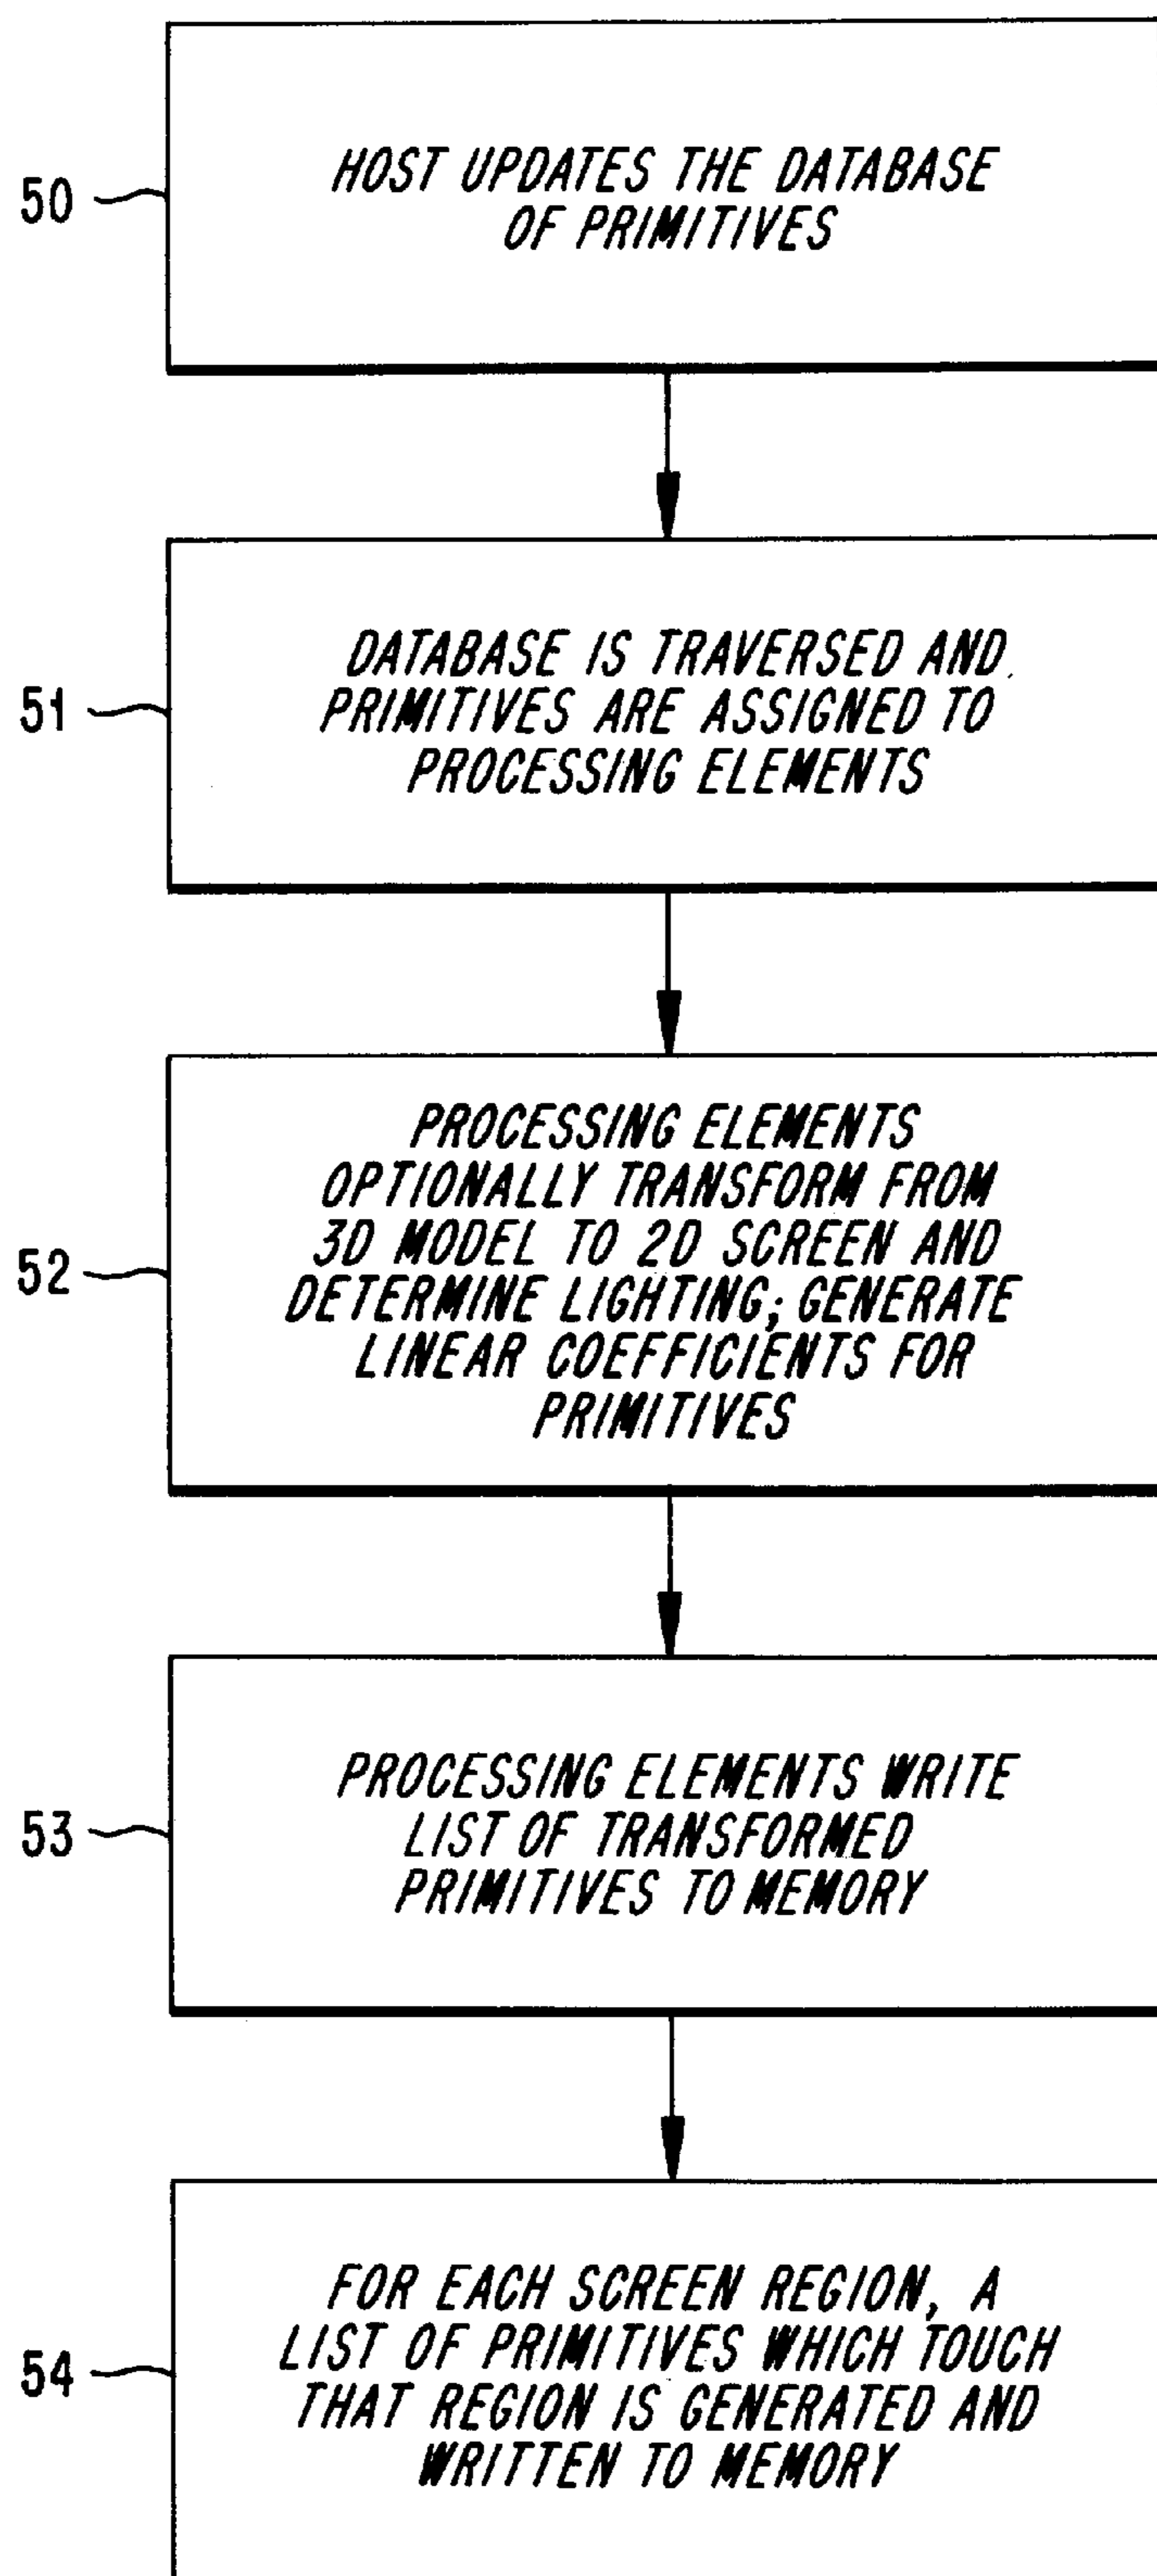 50
HOST UPDATES THE DATABASE
OF PRIMITIVES
51
DATABASE IS TRAVERSED AND
PRIMITIVES ARE ASSIGNED TO
PROCESSING ELEMENTS
52
PROCESSING ELEMENTS
OPTIONALLY TRANSFORM FROM
3D MODEL TO 2D SCREEN AND
DETERMINE LIGHTING; GENERATE
LINEAR COEFFICIENTS FOR
PRIMITIVES
53
PROCESSING ELEMENTS WRITE
LIST OF TRANSFORMED
PRIMITIVES TO MEMORY
54
FOR EACH SCREEN REGION, A
LIST OF PRIMITIVES WHICH TOUCH
THAT REGION IS GENERATED AND
WRITTEN TO MEMORY